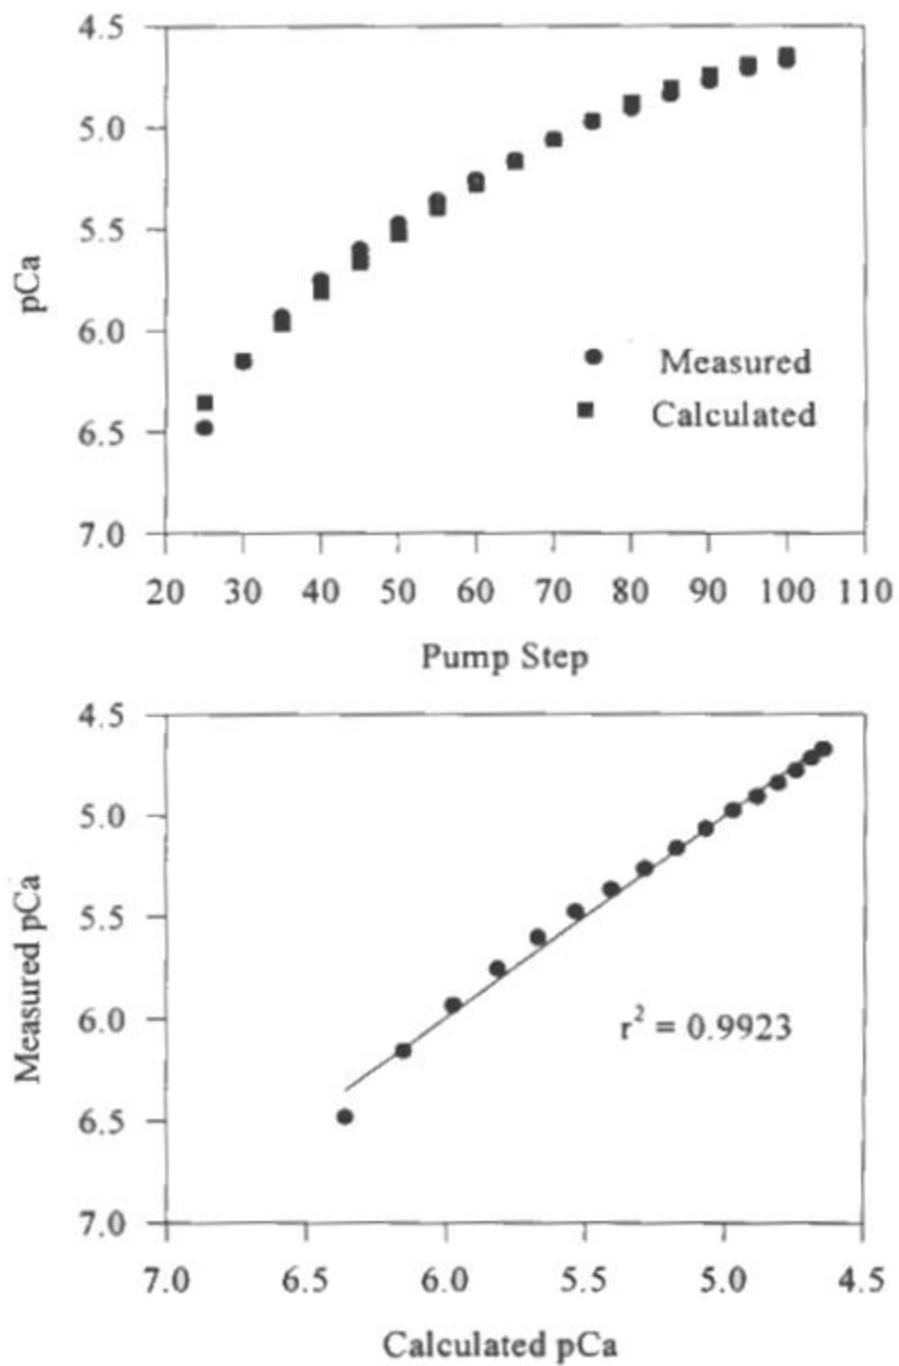 4.5
5.0
5.5
6.0
6.5
7.0
pCa
Measured
Calculated
20 30 40 50 60 70 80 90 100 110
Pump Step
4.5
5.0
5.5
6.0
6.5
7.0
Measured pCa
r² = 0.9923
7.0 6.5 6.0 5.5 5.0 4.5
Calculated pCa